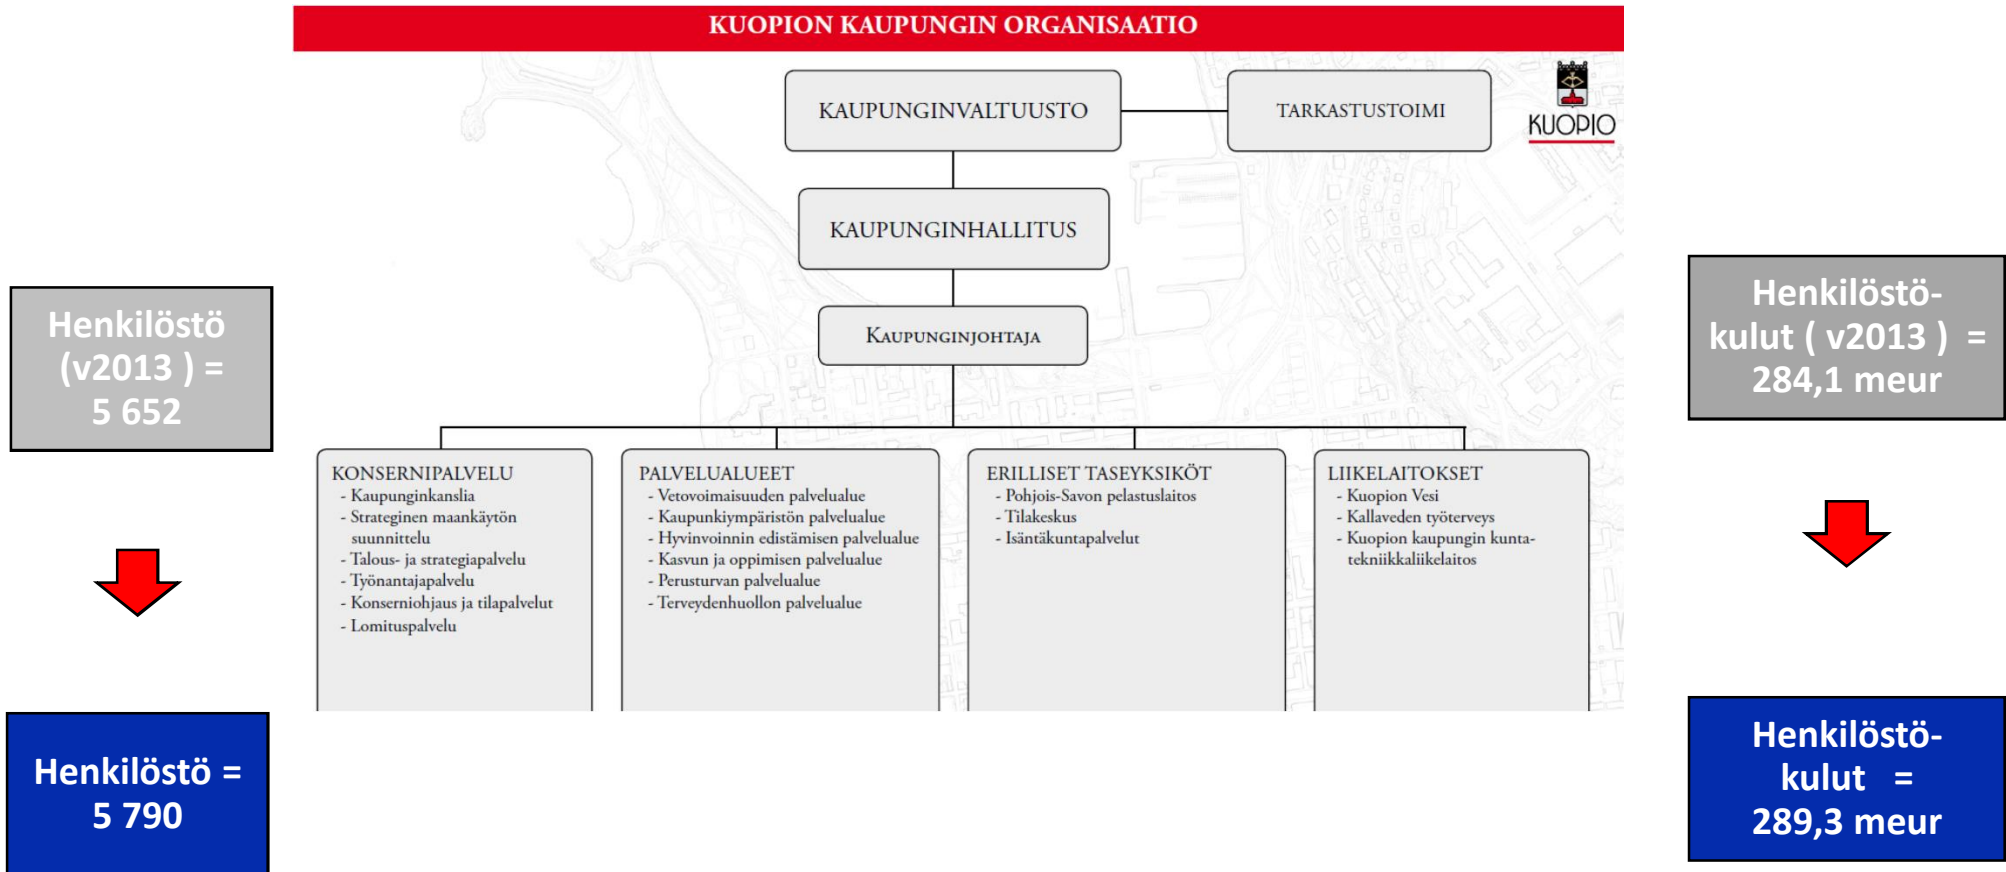 KUOPION KAUPUNGIN ORGANISAATIO
KAUPUNGINVALTUUSTO
TARKASTUSTOIMI
KUOPIO
KAUPUNGINHALLITUS
KAUPUNGINJOHTAJA
Henkilöstö
(v2013 ) =
5 652
Henkilöstö-
kulut ( v2013 ) =
284,1 meur
KONSERNIPALVELU
- Kaupunginkanslia
- Strateginen maankäytön
suunnittelu
- Talous- ja strategiapalvelu
- Työnantajapalvelu
- Konserniohjaus ja tilapalvelut
- Lomituspalvelu
PALVELUALUEET
- Vetovoimaisuuden palvelualue
- Kaupunkiympäristön palvelualue
- Hyvinvoinnin edistämisen palvelualue
- Kasvun ja oppimisen palvelualue
- Perusturvan palvelualue
- Terveydenhuollon palvelualue
ERILLISET TASEYKSIKÖT
- Pohjois-Savon pelastuslaitos
- Tilakeskus
- Isäntäkuntapalvelut
LIIKELAITOKSET
- Kuopion Vesi
- Kallaveden työterveys
- Kuopion kaupungin kunta-
tekniikkaliikelaitos
Henkilöstö =
5 790
Henkilöstö-
kulut =
289,3 meur